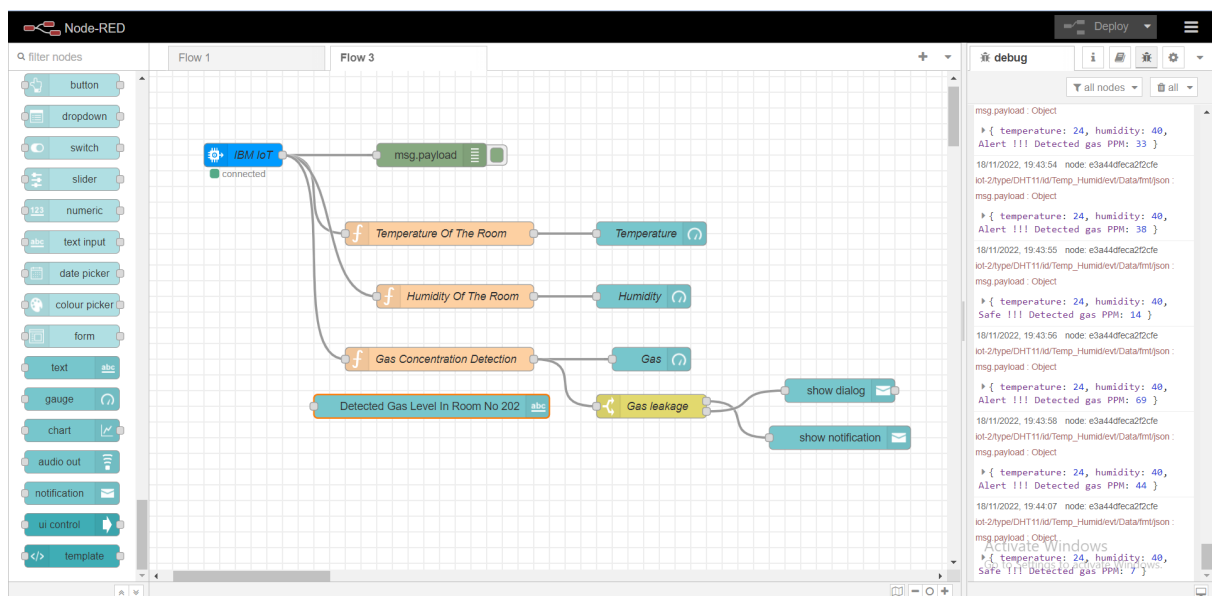 Node-RED
Deploy
filter nodes
Flow 1
Flow 3
debug
i
all nodes
all
button
dropdown
switch
slider
123 numeric
abc text input
date picker
colour picker
form
text abc
gauge
chart
audio out
notification
ui control
</> template
IBM IoT
connected
msg.payload
f Temperature Of The Room
Temperature
f Humidity Of The Room
Humidity
f Gas Concentration Detection
Gas
Detected Gas Level In Room No 202 abc
Gas leakage
show dialog
show notification
msg.payload : Object
{ temperature: 24, humidity: 40,
Alert !!! Detected gas PPM: 33 }
18/11/2022, 19:43:54 node: e3a44dfeca2f2cfe
iot-2/type/DHT11/id/Temp_Humid/evt/Data/fmt/json :
msg.payload : Object
{ temperature: 24, humidity: 40,
Alert !!! Detected gas PPM: 38 }
18/11/2022, 19:43:55 node: e3a44dfeca2f2cfe
iot-2/type/DHT11/id/Temp_Humid/evt/Data/fmt/json :
msg.payload : Object
{ temperature: 24, humidity: 40,
Safe !!! Detected gas PPM: 14 }
18/11/2022, 19:43:56 node: e3a44dfeca2f2cfe
iot-2/type/DHT11/id/Temp_Humid/evt/Data/fmt/json :
msg.payload : Object
{ temperature: 24, humidity: 40,
Alert !!! Detected gas PPM: 69 }
18/11/2022, 19:43:58 node: e3a44dfeca2f2cfe
iot-2/type/DHT11/id/Temp_Humid/evt/Data/fmt/json :
msg.payload : Object
{ temperature: 24, humidity: 40,
Alert !!! Detected gas PPM: 44 }
18/11/2022, 19:44:07 node: e3a44dfeca2f2cfe
iot-2/type/DHT11/id/Temp_Humid/evt/Data/fmt/json :
msg.payload : Object
Activate Windows
{ temperature: 24, humidity: 40,
Go to Settings to activate Windows.
Safe !!! Detected gas PPM: 7 }